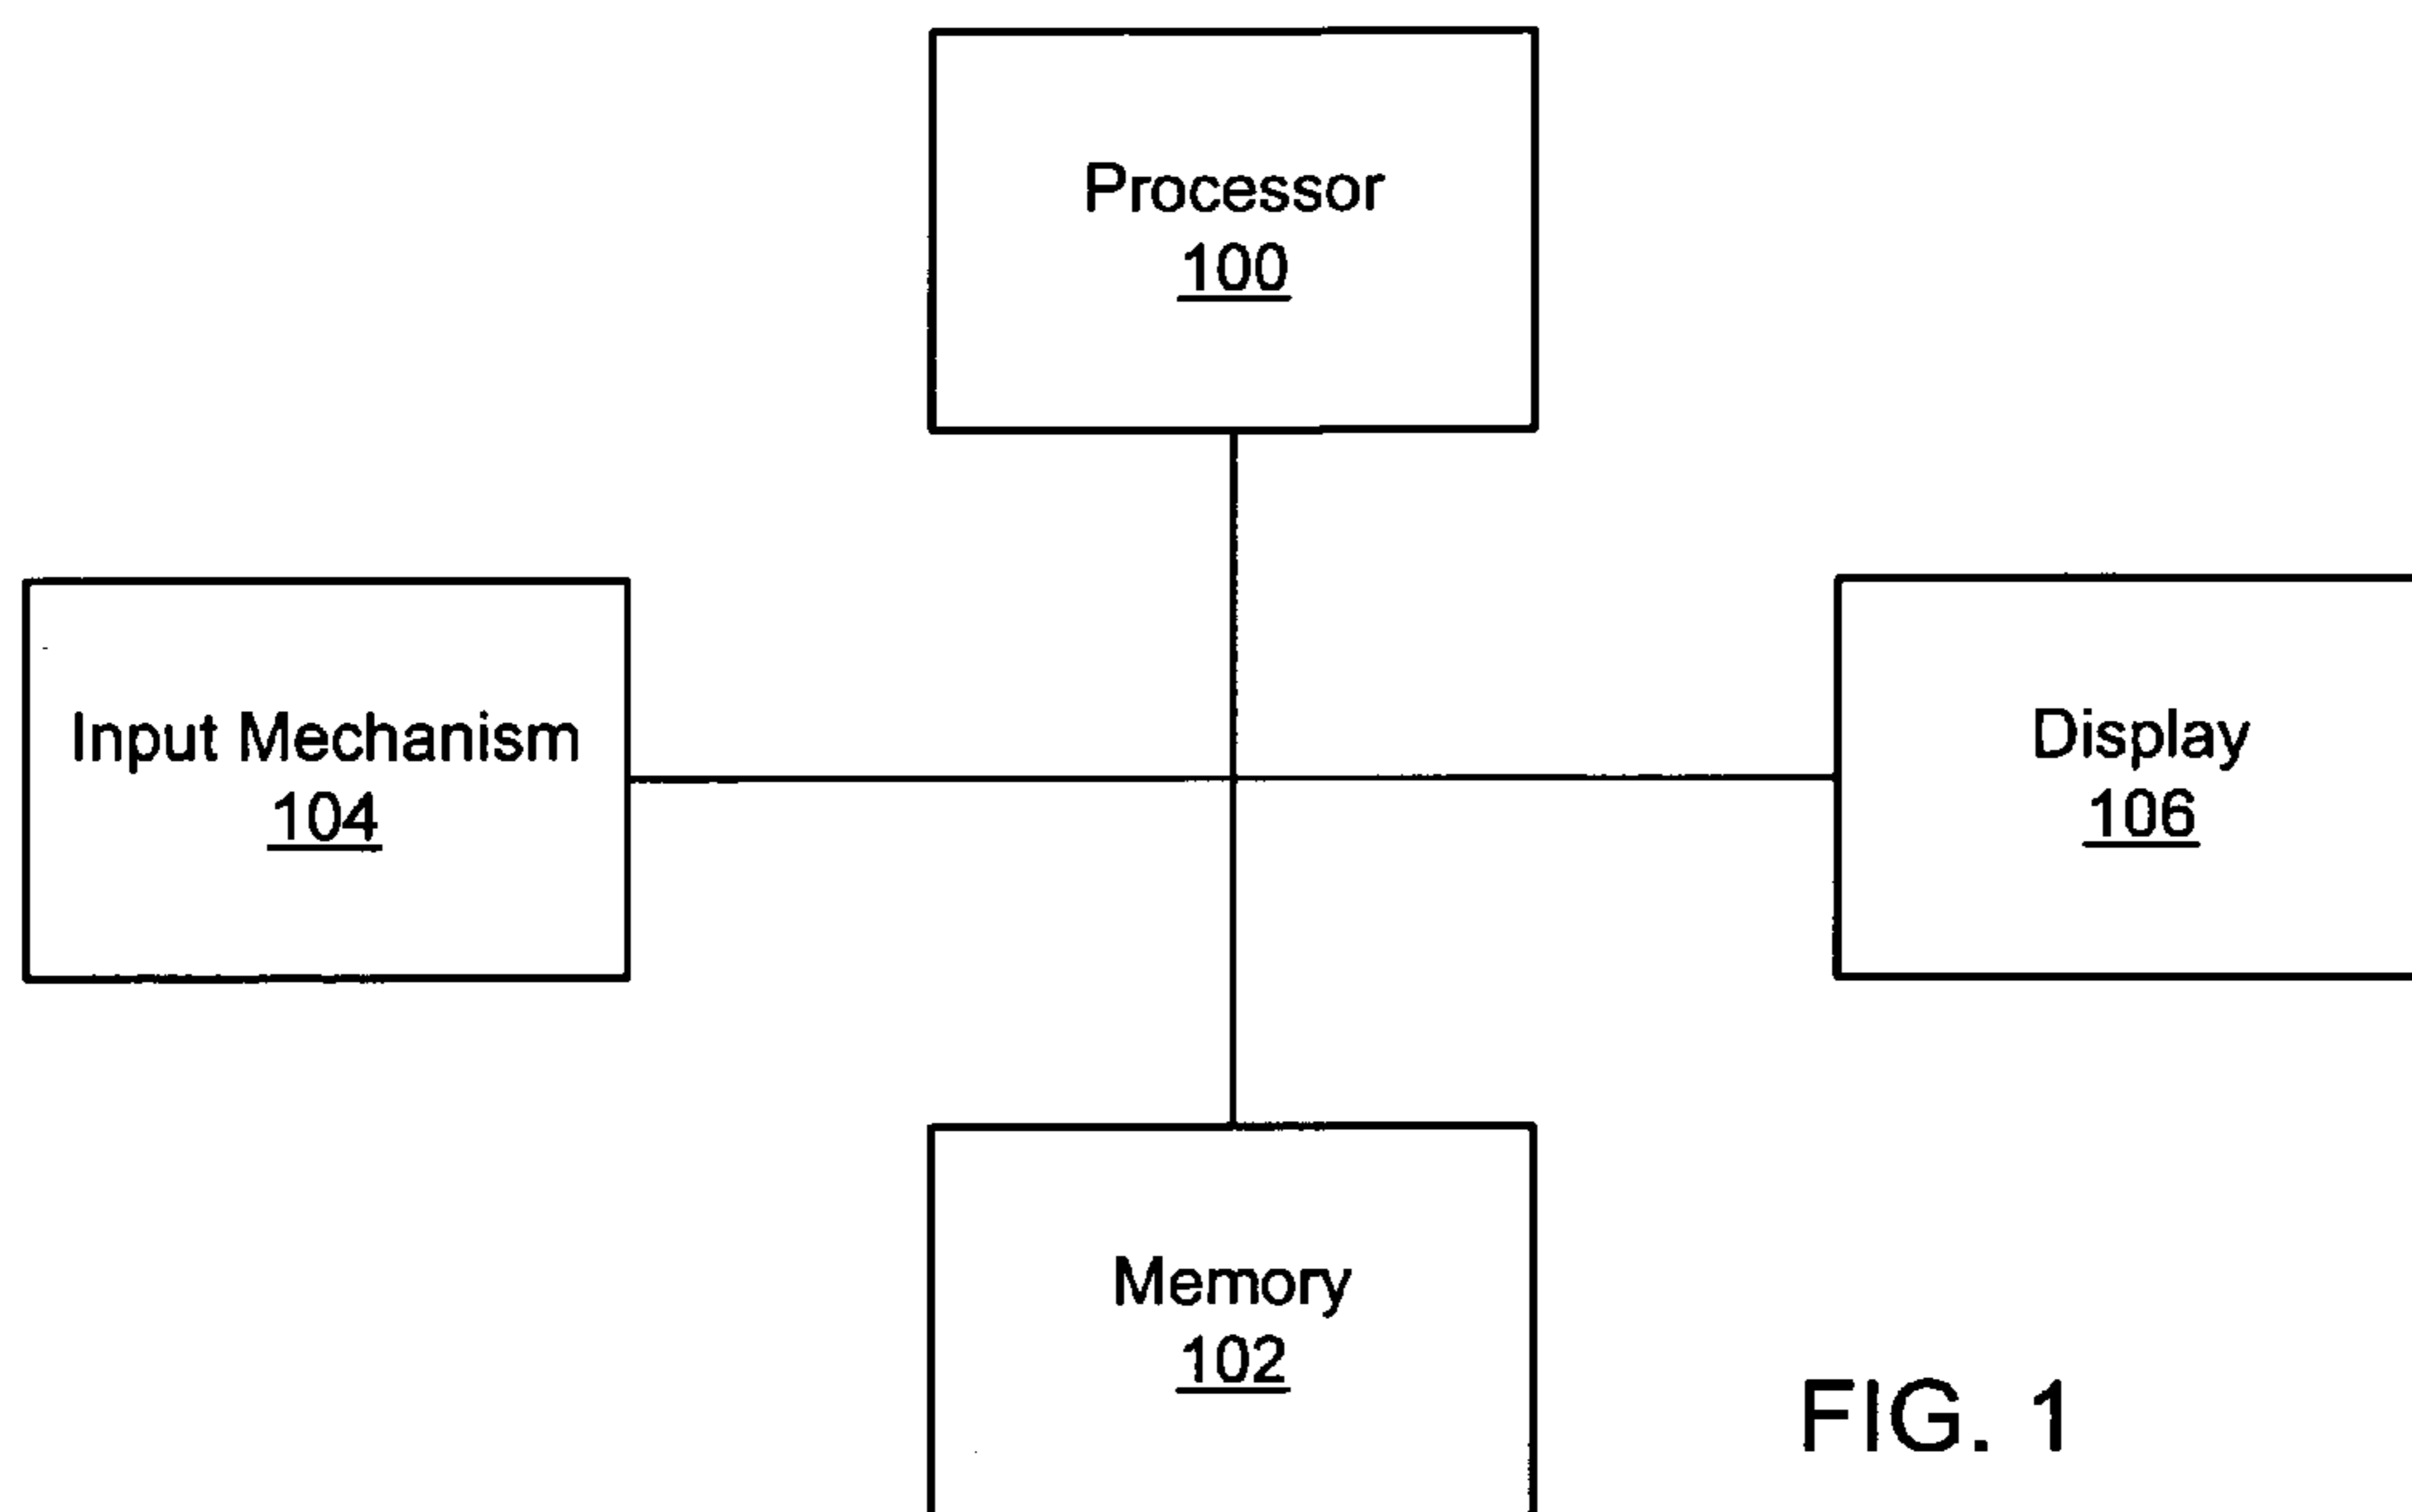 Processor
100
Input Mechanism
104
Display
106
Memory
102
FIG. 1